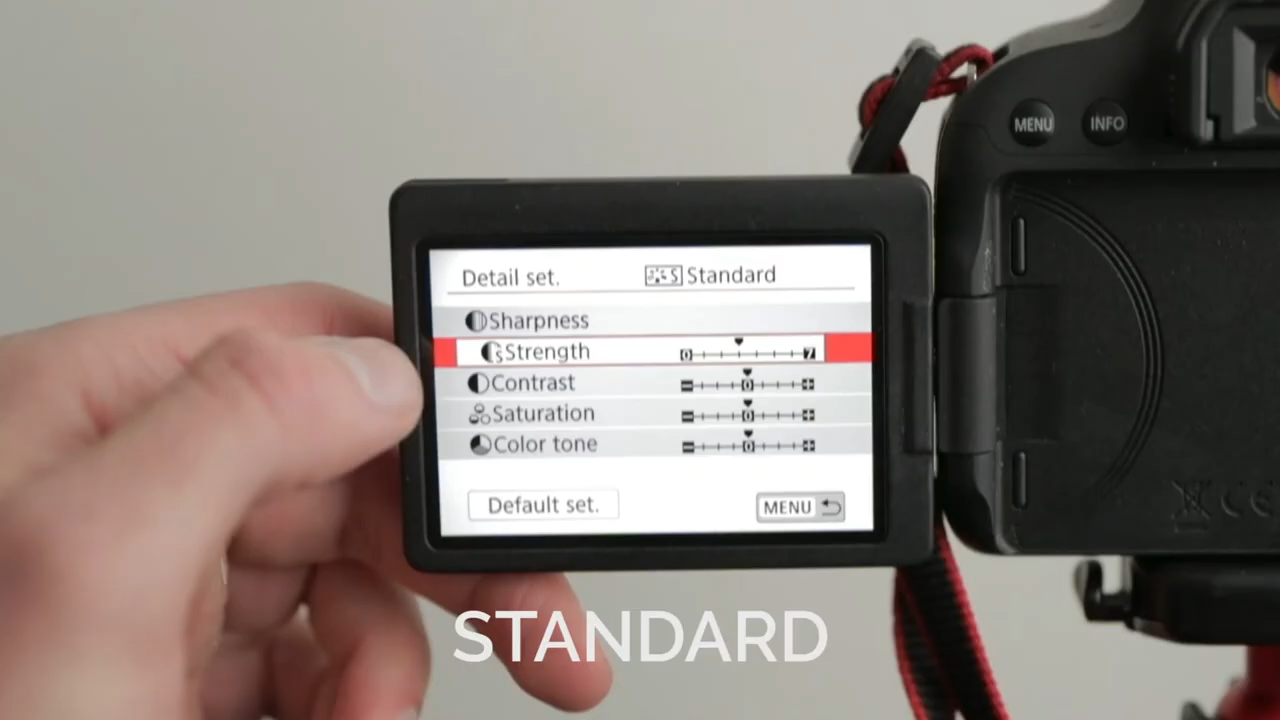 MENU INFO
Detail set. S Standard
Sharpness
S Strength 0 7
Contrast 0
Saturation 0
Color tone 0
Default set. MENU
CE
STANDARD